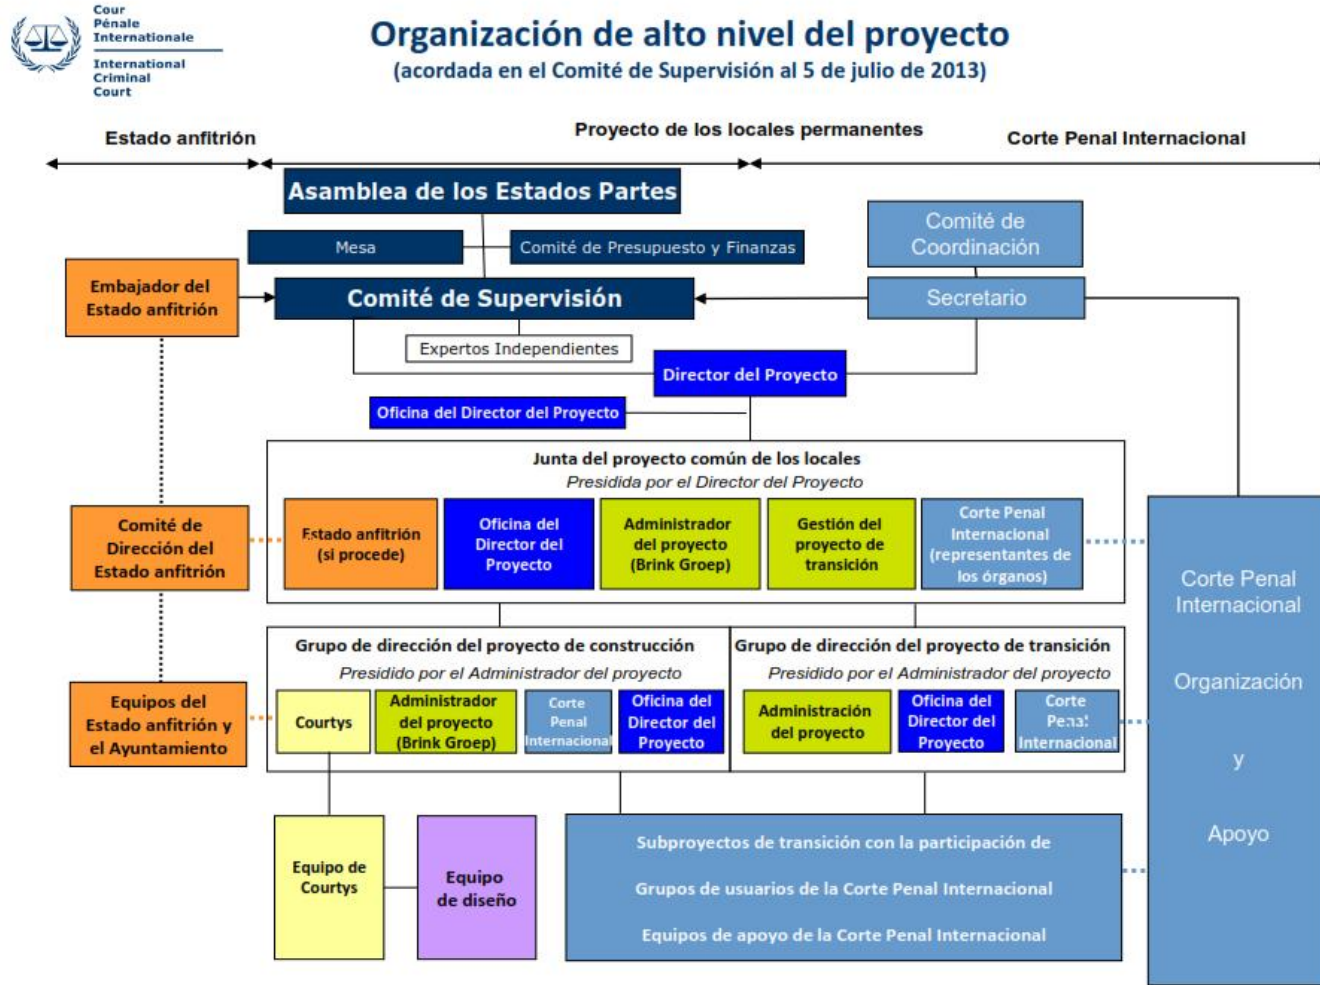 Cour
Pénale
Internationale
International
Criminal
Court
Organización de alto nivel del proyecto
(acordada en el Comité de Supervisión al 5 de julio de 2013)
Estado anfitrión
Proyecto de los locales permanentes
Corte Penal Internacional
Asamblea de los Estados Partes
Mesa
Comité de Presupuesto y Finanzas
Comité de
Coordinación
Embajador del
Estado anfitrión
Comité de Supervisión
Secretario
Expertos Independientes
Director del Proyecto
Oficina del Director del Proyecto
Junta del proyecto común de los locales
Presidida por el Director del Proyecto
Comité de
Dirección del
Estado anfitrión
Estado anfitrión
(si procede)
Oficina del
Director del
Proyecto
Administrador
del proyecto
(Brink Groep)
Gestión del
proyecto de
transición
Corte Penal
Internacional
(representantes de
los órganos)
Corte Penal
Internacional
Organización
y
Apoyo
Grupo de dirección del proyecto de construcción
Presidido por el Administrador del proyecto
Grupo de dirección del proyecto de transición
Presidido por el Administrador del proyecto
Equipos del
Estado anfitrión y
el Ayuntamiento
Courtys
Administrador
del proyecto
(Brink Groep)
Corte
Penal
Internacional
Oficina del
Director del
Proyecto
Administración
del proyecto
Oficina del
Director del
Proyecto
Corte
Penal
Internacional
Equipo de
Courtys
Equipo
de diseño
Subproyectos de transición con la participación de
Grupos de usuarios de la Corte Penal Internacional
Equipos de apoyo de la Corte Penal Internacional